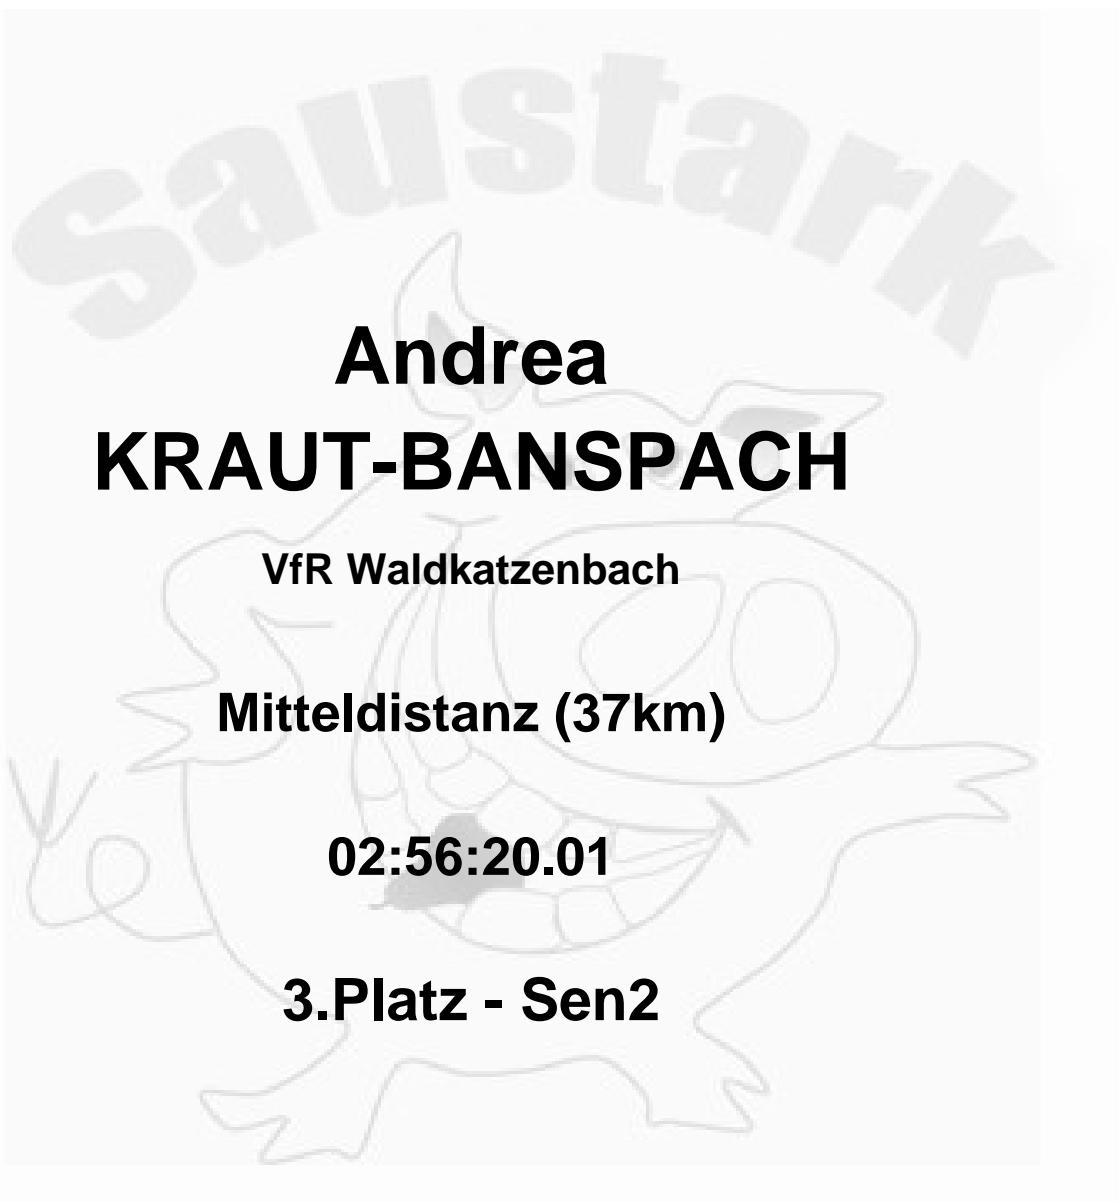 Saustark
Andrea
KRAUT-BANSPACH
VfR Waldkatzenbach
Mitteldistanz (37km)
02:56:20.01
3.Platz - Sen2